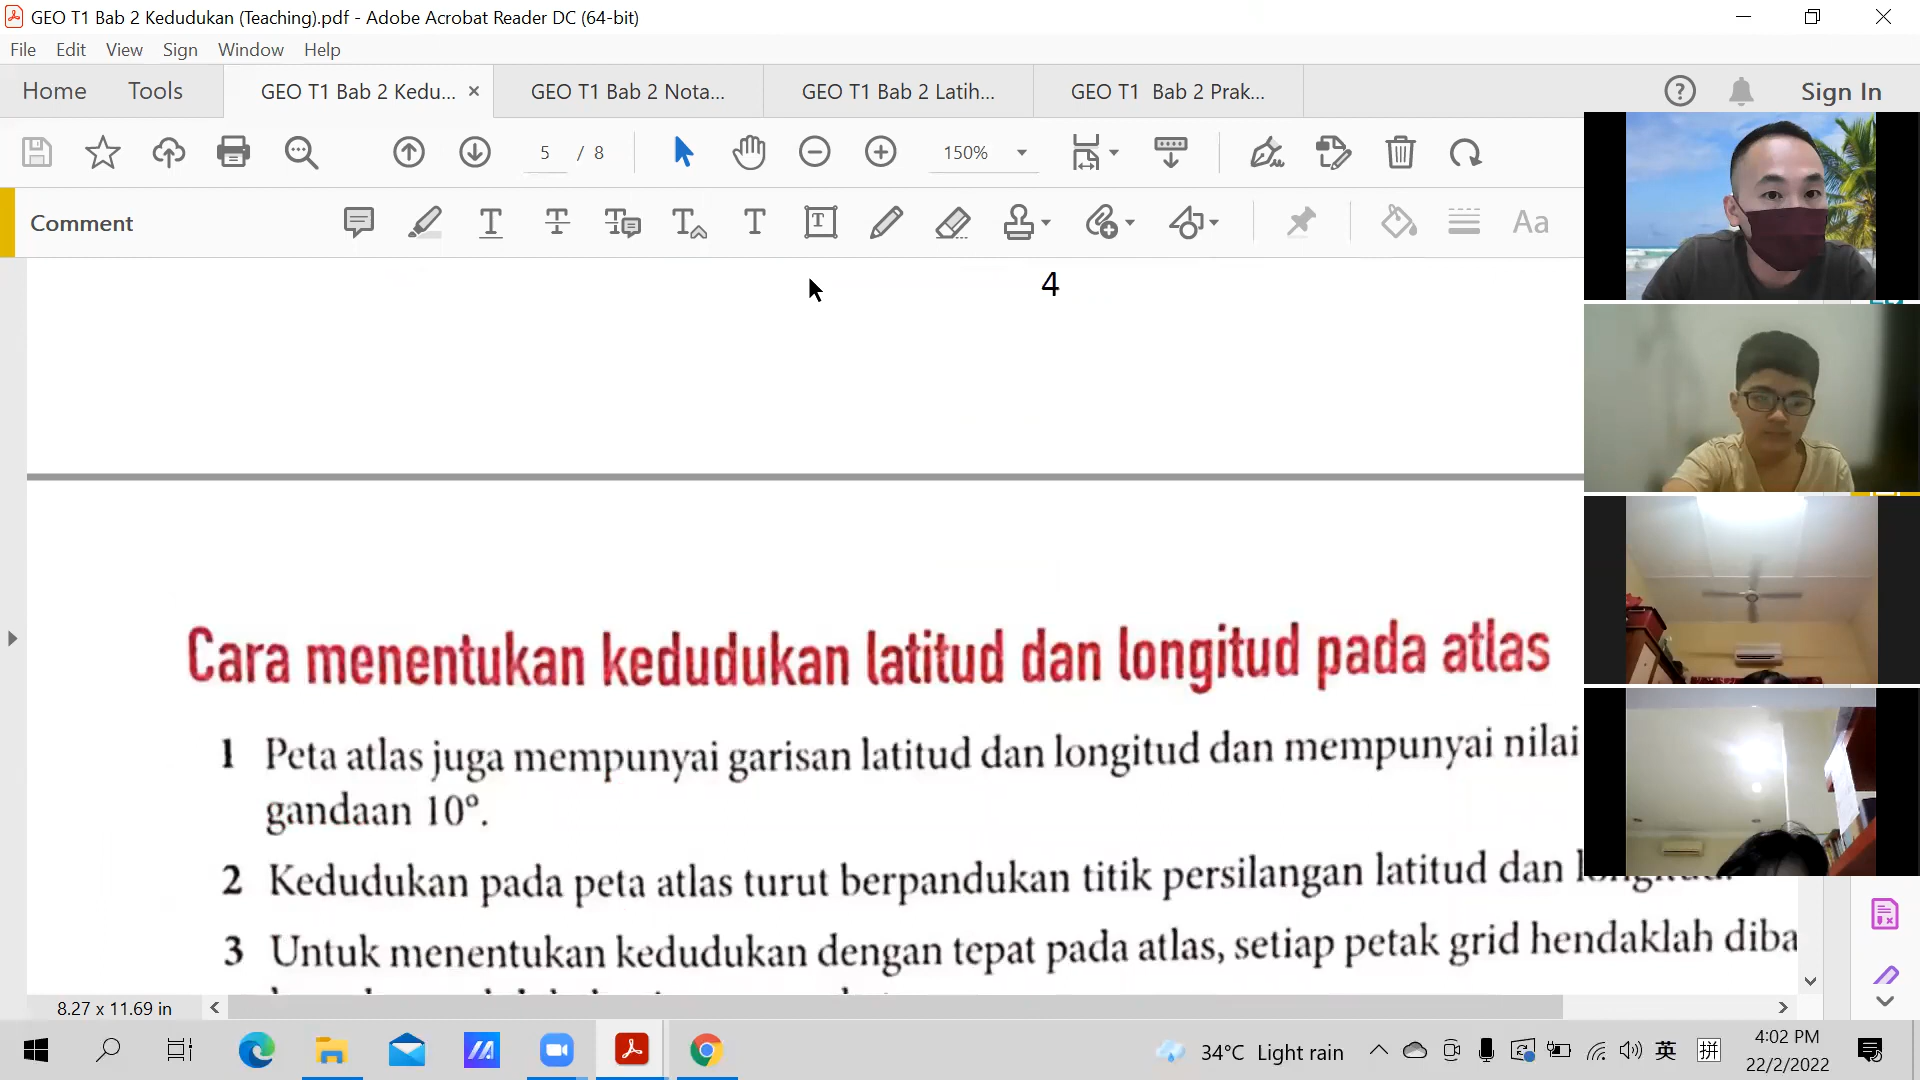 GEO T1 Bab 2 Kedudukan (Teaching).pdf - Adobe Acrobat Reader DC (64-bit)
File Edit View Sign Window Help
Home Tools GEO T1 Bab 2 Kedu... × GEO T1 Bab 2 Nota... GEO T1 Bab 2 Latih... GEO T1 Bab 2 Prak... Sign In
5 / 8 150%
Comment Aa
4
Cara menentukan kedudukan latitud dan longitud pada atlas
1 Peta atlas juga mempunyai garisan latitud dan longitud dan mempunyai nilai
gandaan 10°.
2 Kedudukan pada peta atlas turut berpandukan titik persilangan latitud dan
3 Untuk menentukan kedudukan dengan tepat pada atlas, setiap petak grid hendaklah diba
8.27 x 11.69 in
34°C Light rain 英 拼 4:02 PM
22/2/2022